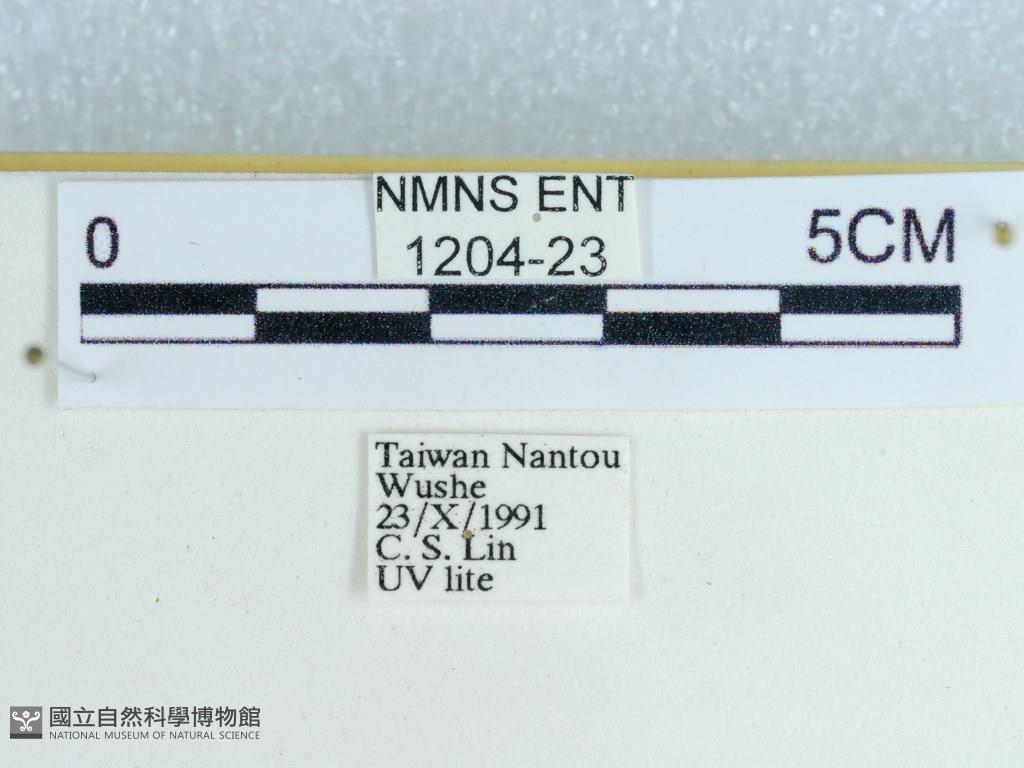 NMNS ENT
1204-23
0
5CM
Taiwan Nantou
Wushe
23/X/1991
C. S. Lin
UV lite
國立自然科學博物館
NATIONAL MUSEUM OF NATURAL SCIENCE